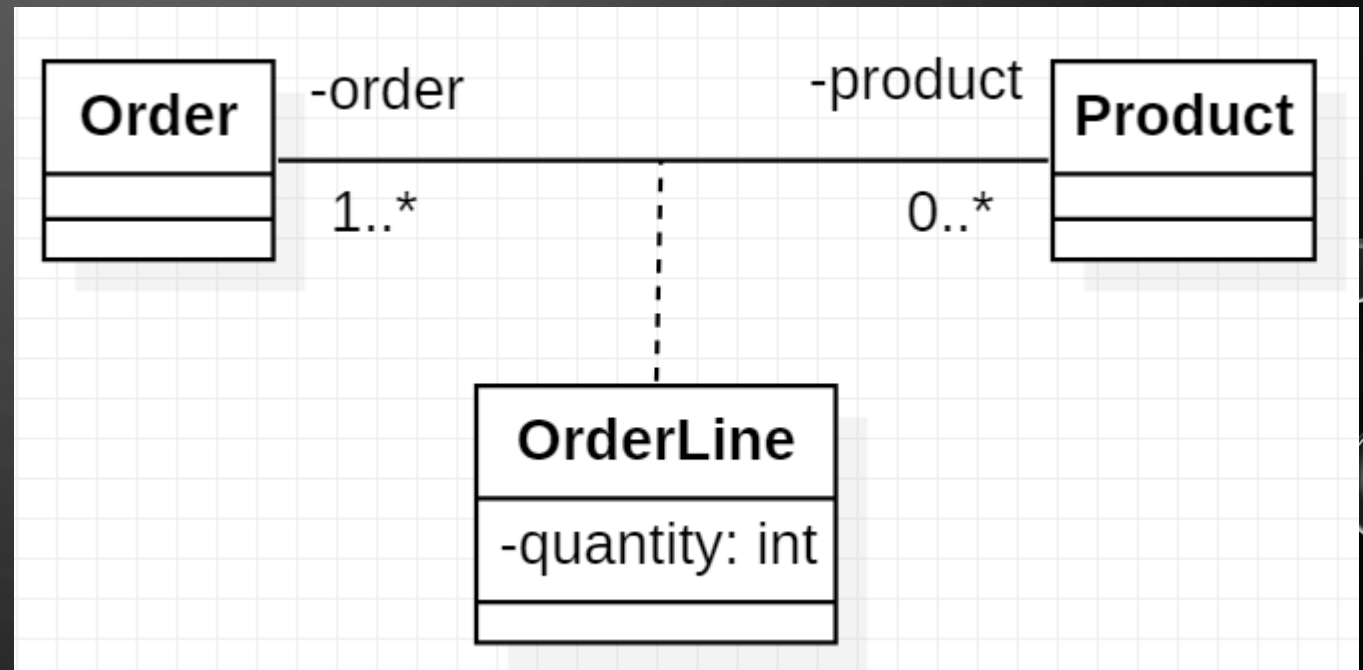 Order
-order
-product
Product
1..*
0..*
OrderLine
-quantity: int